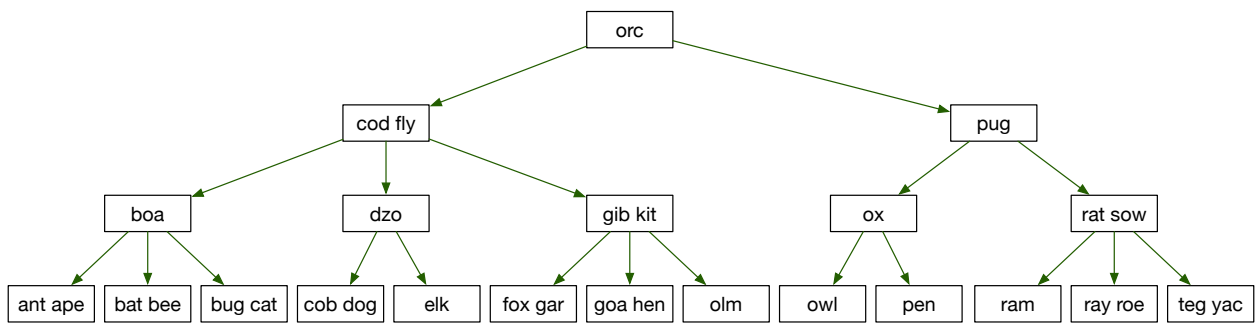 orc
cod fly
pug
boa
dzo
gib kit
ox
rat sow
ant ape
bat bee
bug cat
cob dog
elk
fox gar
goa hen
olm
owl
pen
ram
ray roe
teg yac